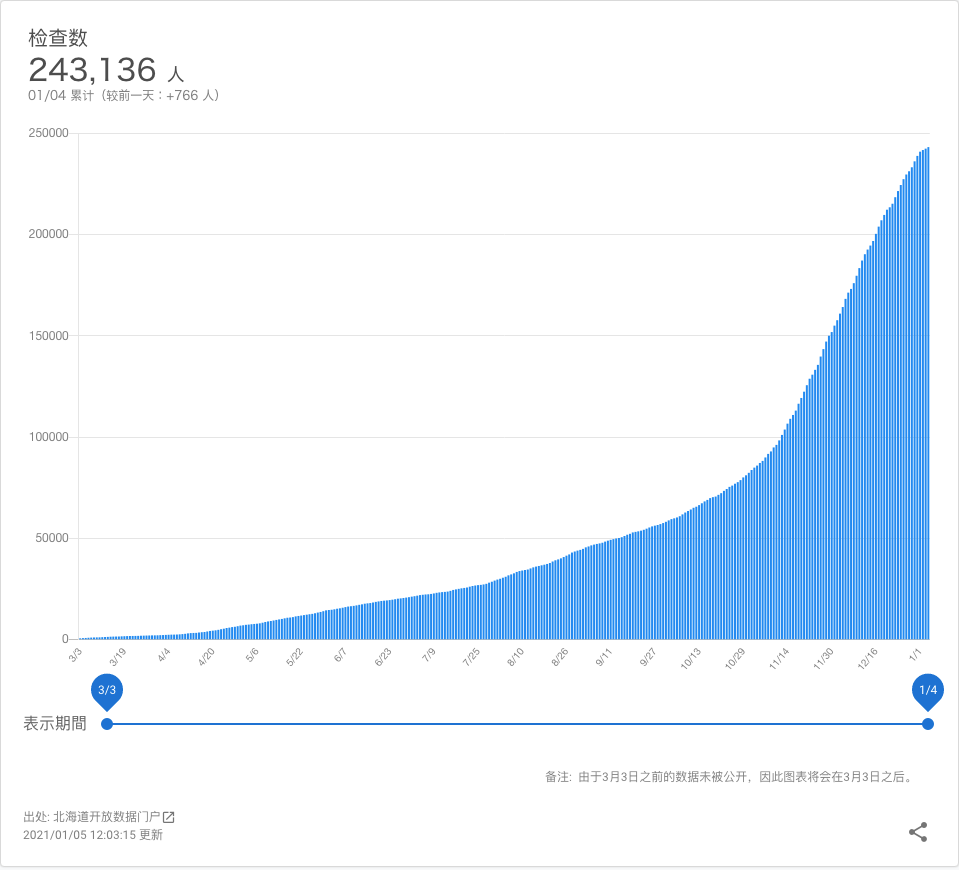 检查数
243,136 人
01/04 累计（较前一天：+766 人）
250000
200000
150000
100000
50000
0
3/3 3/19 4/4 4/20 5/6 5/22 6/7 6/23 7/9 7/25 8/10 8/26 9/11 9/27 10/13 10/29 11/14 11/30 12/16 1/1
3/3 1/4
表示期間
备注: 由于3月3日之前的数据未被公开，因此图表将会在3月3日之后。
出处: 北海道开放数据门户
2021/01/05 12:03:15 更新